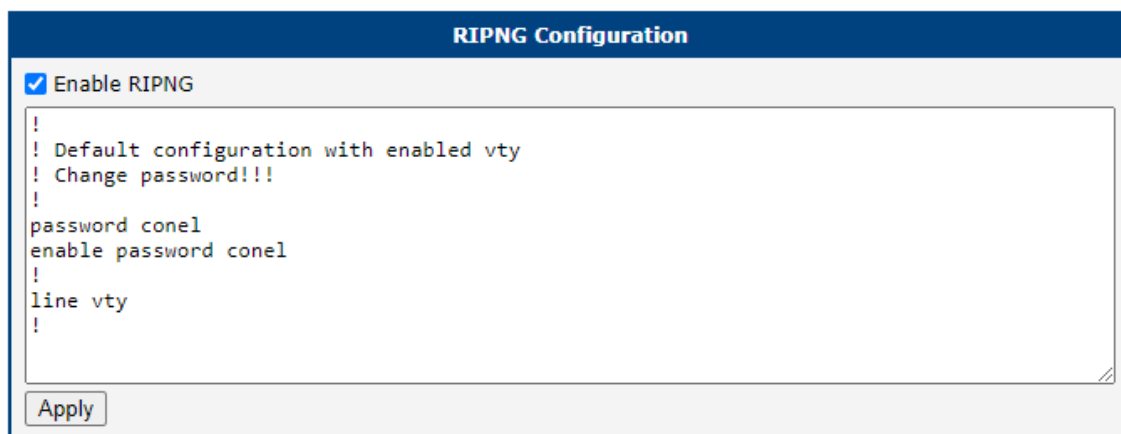 RIPNG Configuration
Enable RIPNG
!
! Default configuration with enabled vty
! Change password!!!
!
password conel
enable password conel
!
line vty
!
Apply